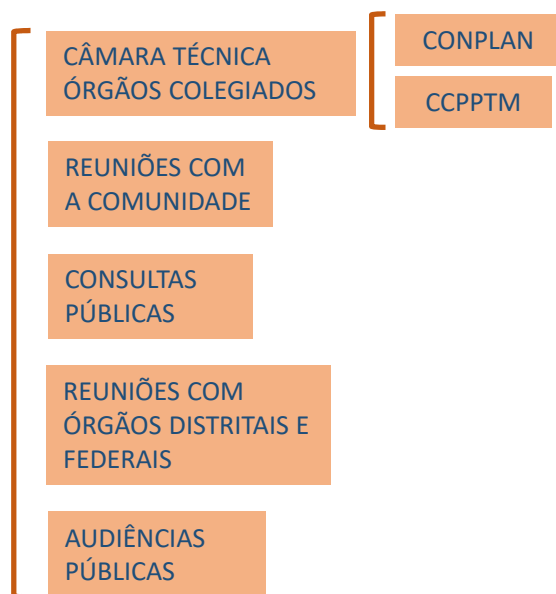 CÂMARA TÉCNICA
ÓRGÃOS COLEGIADOS
CONPLAN
CCPPTM
REUNIÕES COM
A COMUNIDADE
CONSULTAS
PÚBLICAS
REUNIÕES COM
ÓRGÃOS DISTRITAIS E
FEDERAIS
AUDIÊNCIAS
PÚBLICAS